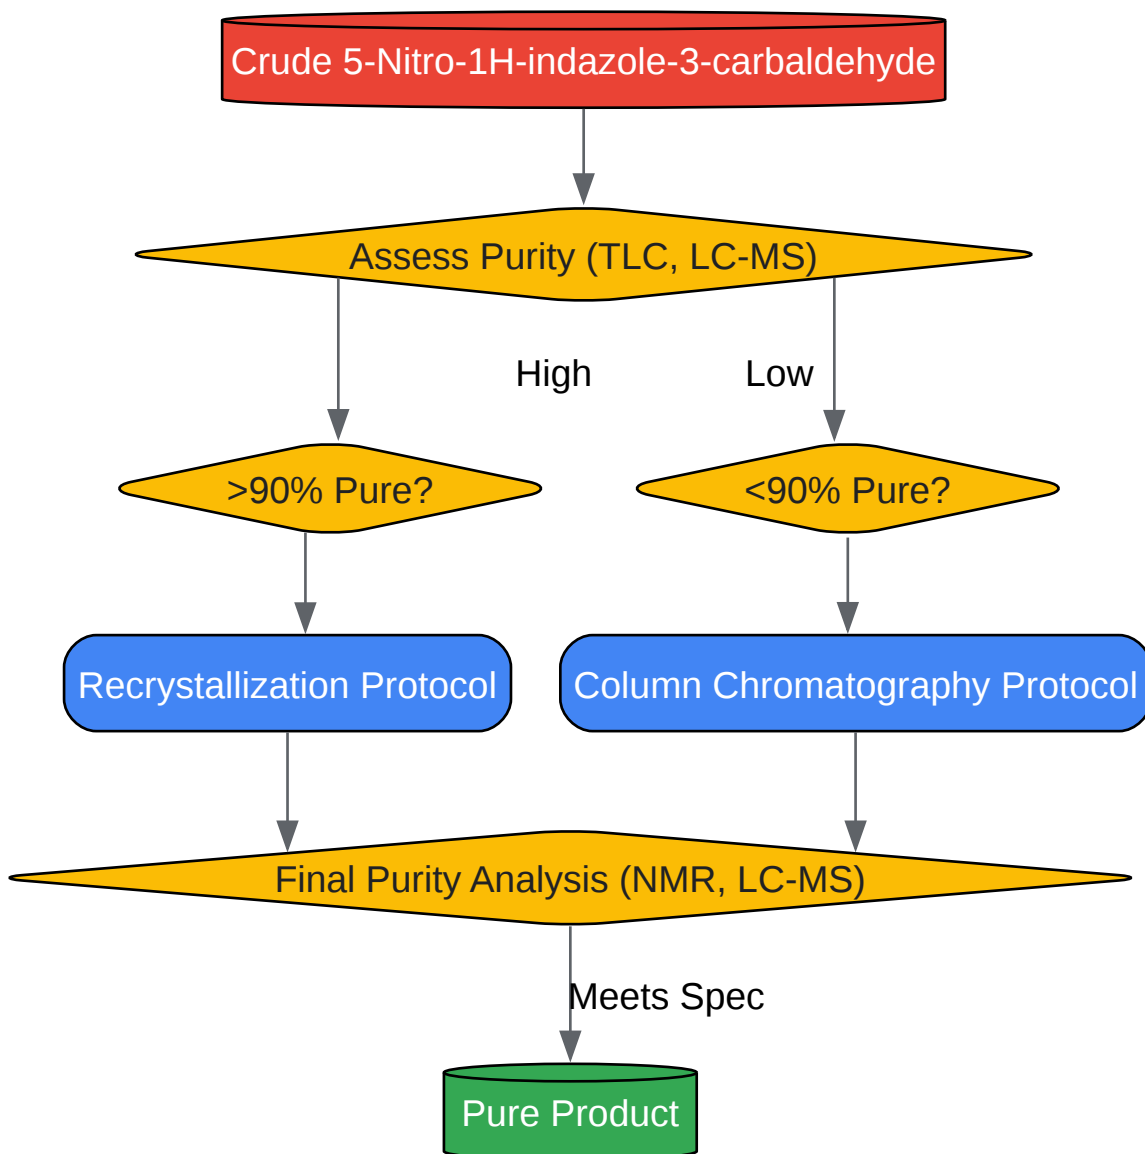 Crude 5-Nitro-1H-indazole-3-carbaldehyde
Assess Purity (TLC, LC-MS)
High
Low
>90% Pure?
<90% Pure?
Recrystallization Protocol
Column Chromatography Protocol
Final Purity Analysis (NMR, LC-MS)
Meets Spec
Pure Product